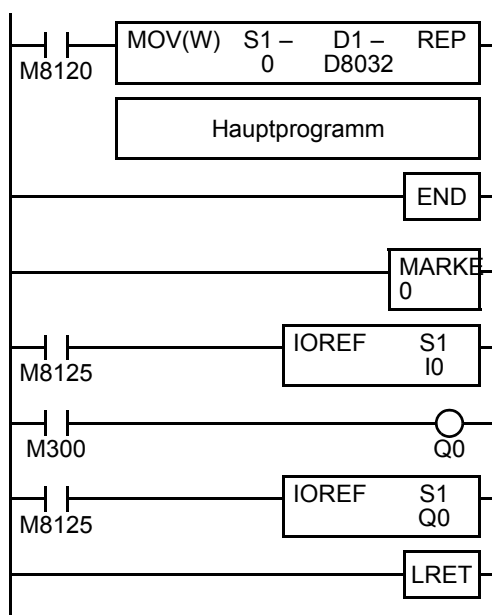 MOV(W) S1 – D1 – REP
0 D8032
M8120
Hauptprogramm
END
MARKE
0
IOREF S1
I0
M8125
M300
Q0
IOREF S1
Q0
M8125
LRET